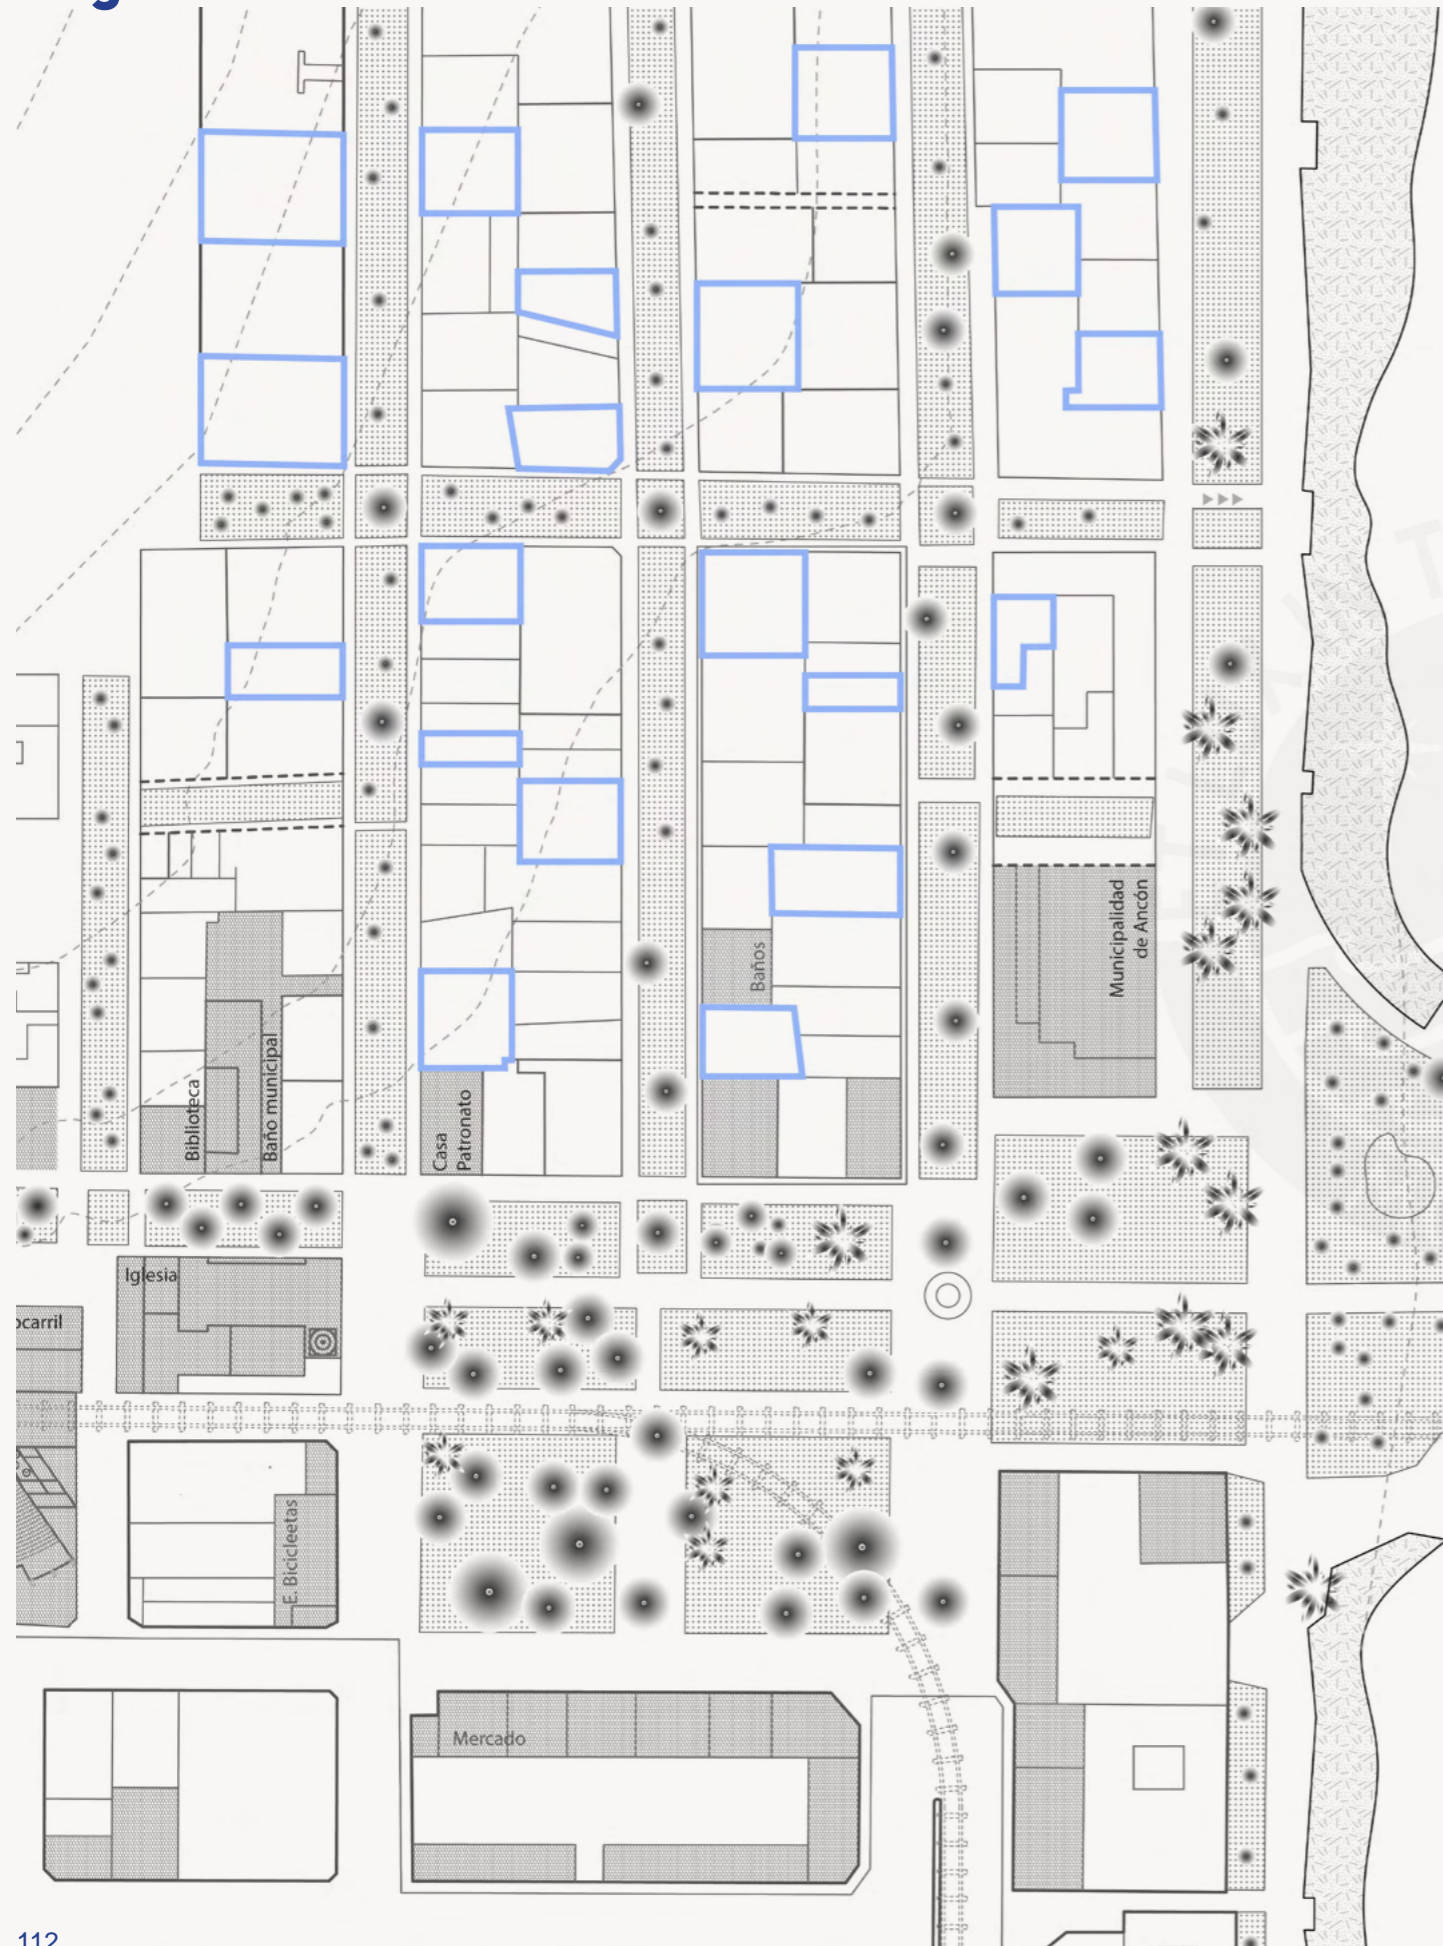 Municipalidad
de Ancón
Baños
Biblioteca
Baño municipal
Casa
Patronato
Iglesia
ocarril
E. Bicicleetas
Mercado
112